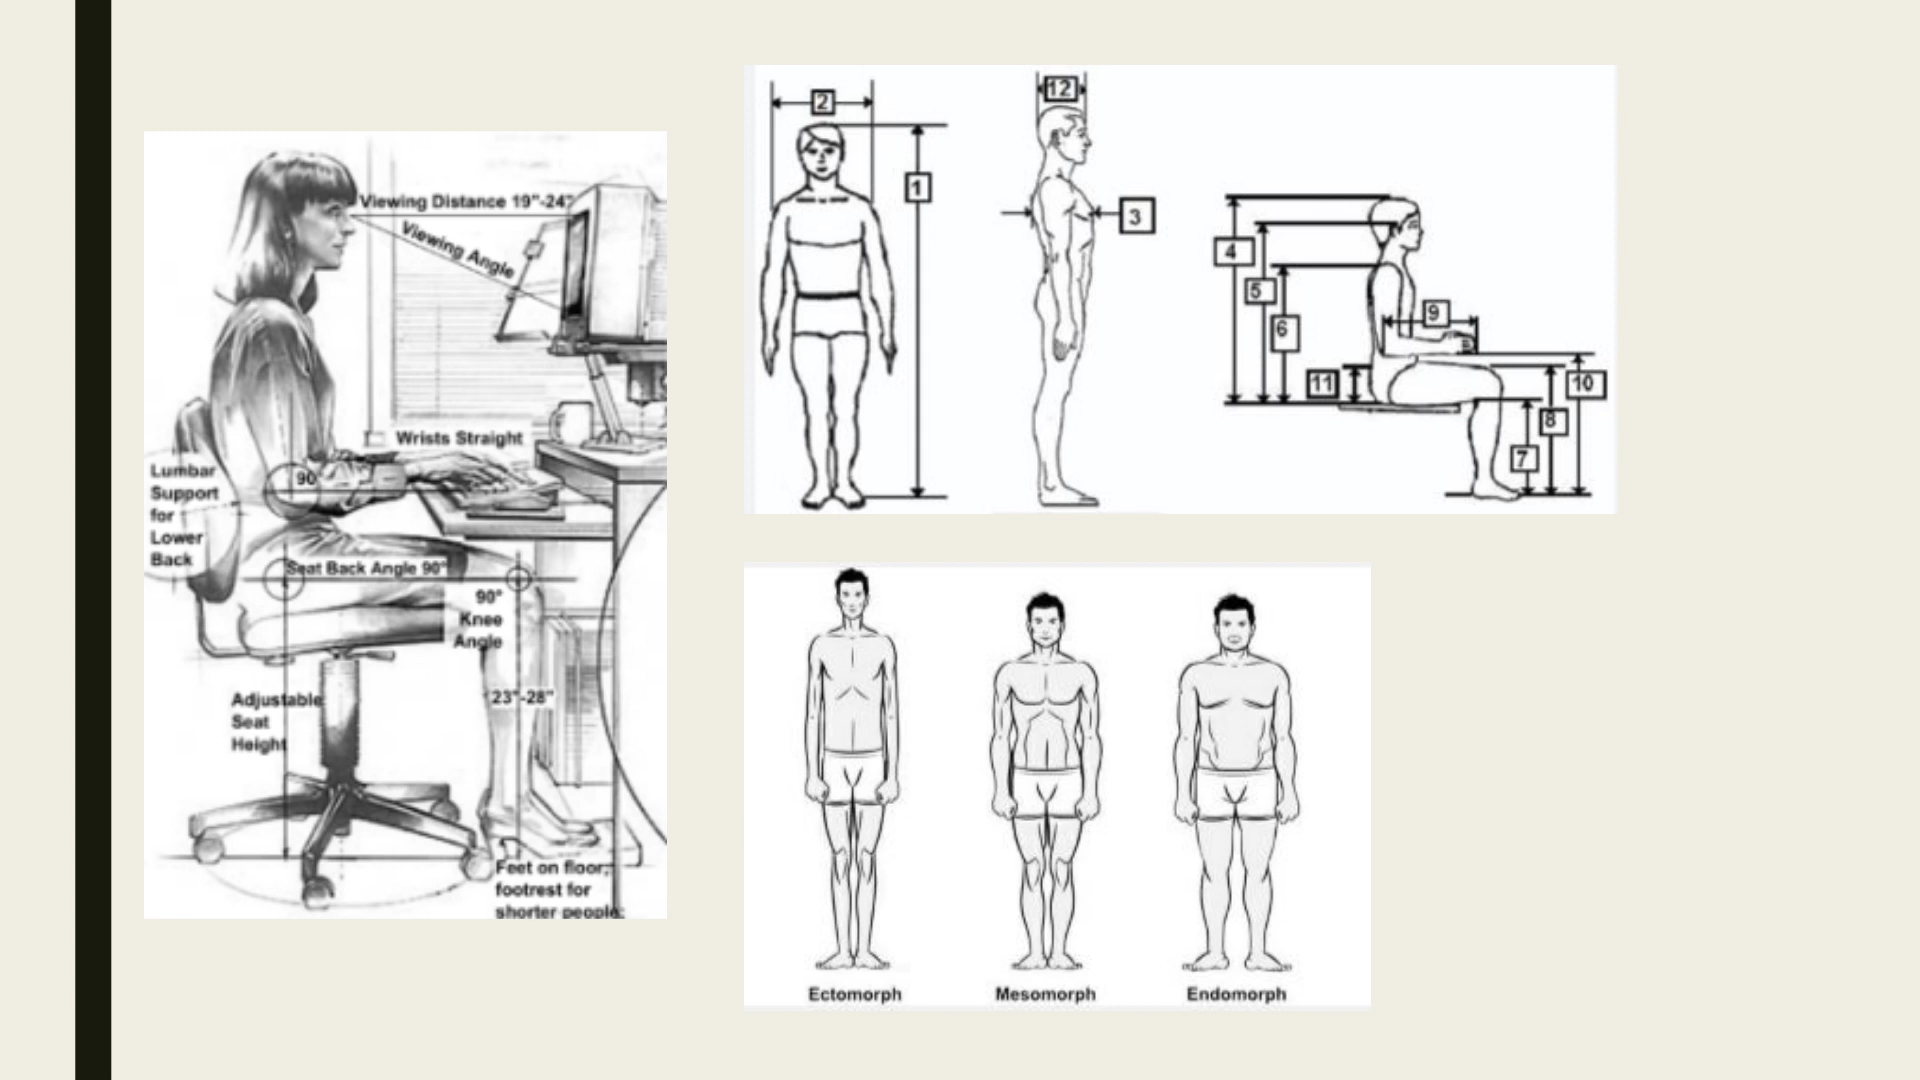 Viewing Distance 19"-24"
Viewing Angle
Wrists Straight
90
Lumbar
Support
for
Lower
Back
Seat Back Angle 90°
90°
Knee
Angle
Adjustable
Seat
Height
23"-28"
Feet on floor,
footrest for
shorter people.
2
1
12
3
4
5
6
9
11
10
8
7
Ectomorph
Mesomorph
Endomorph